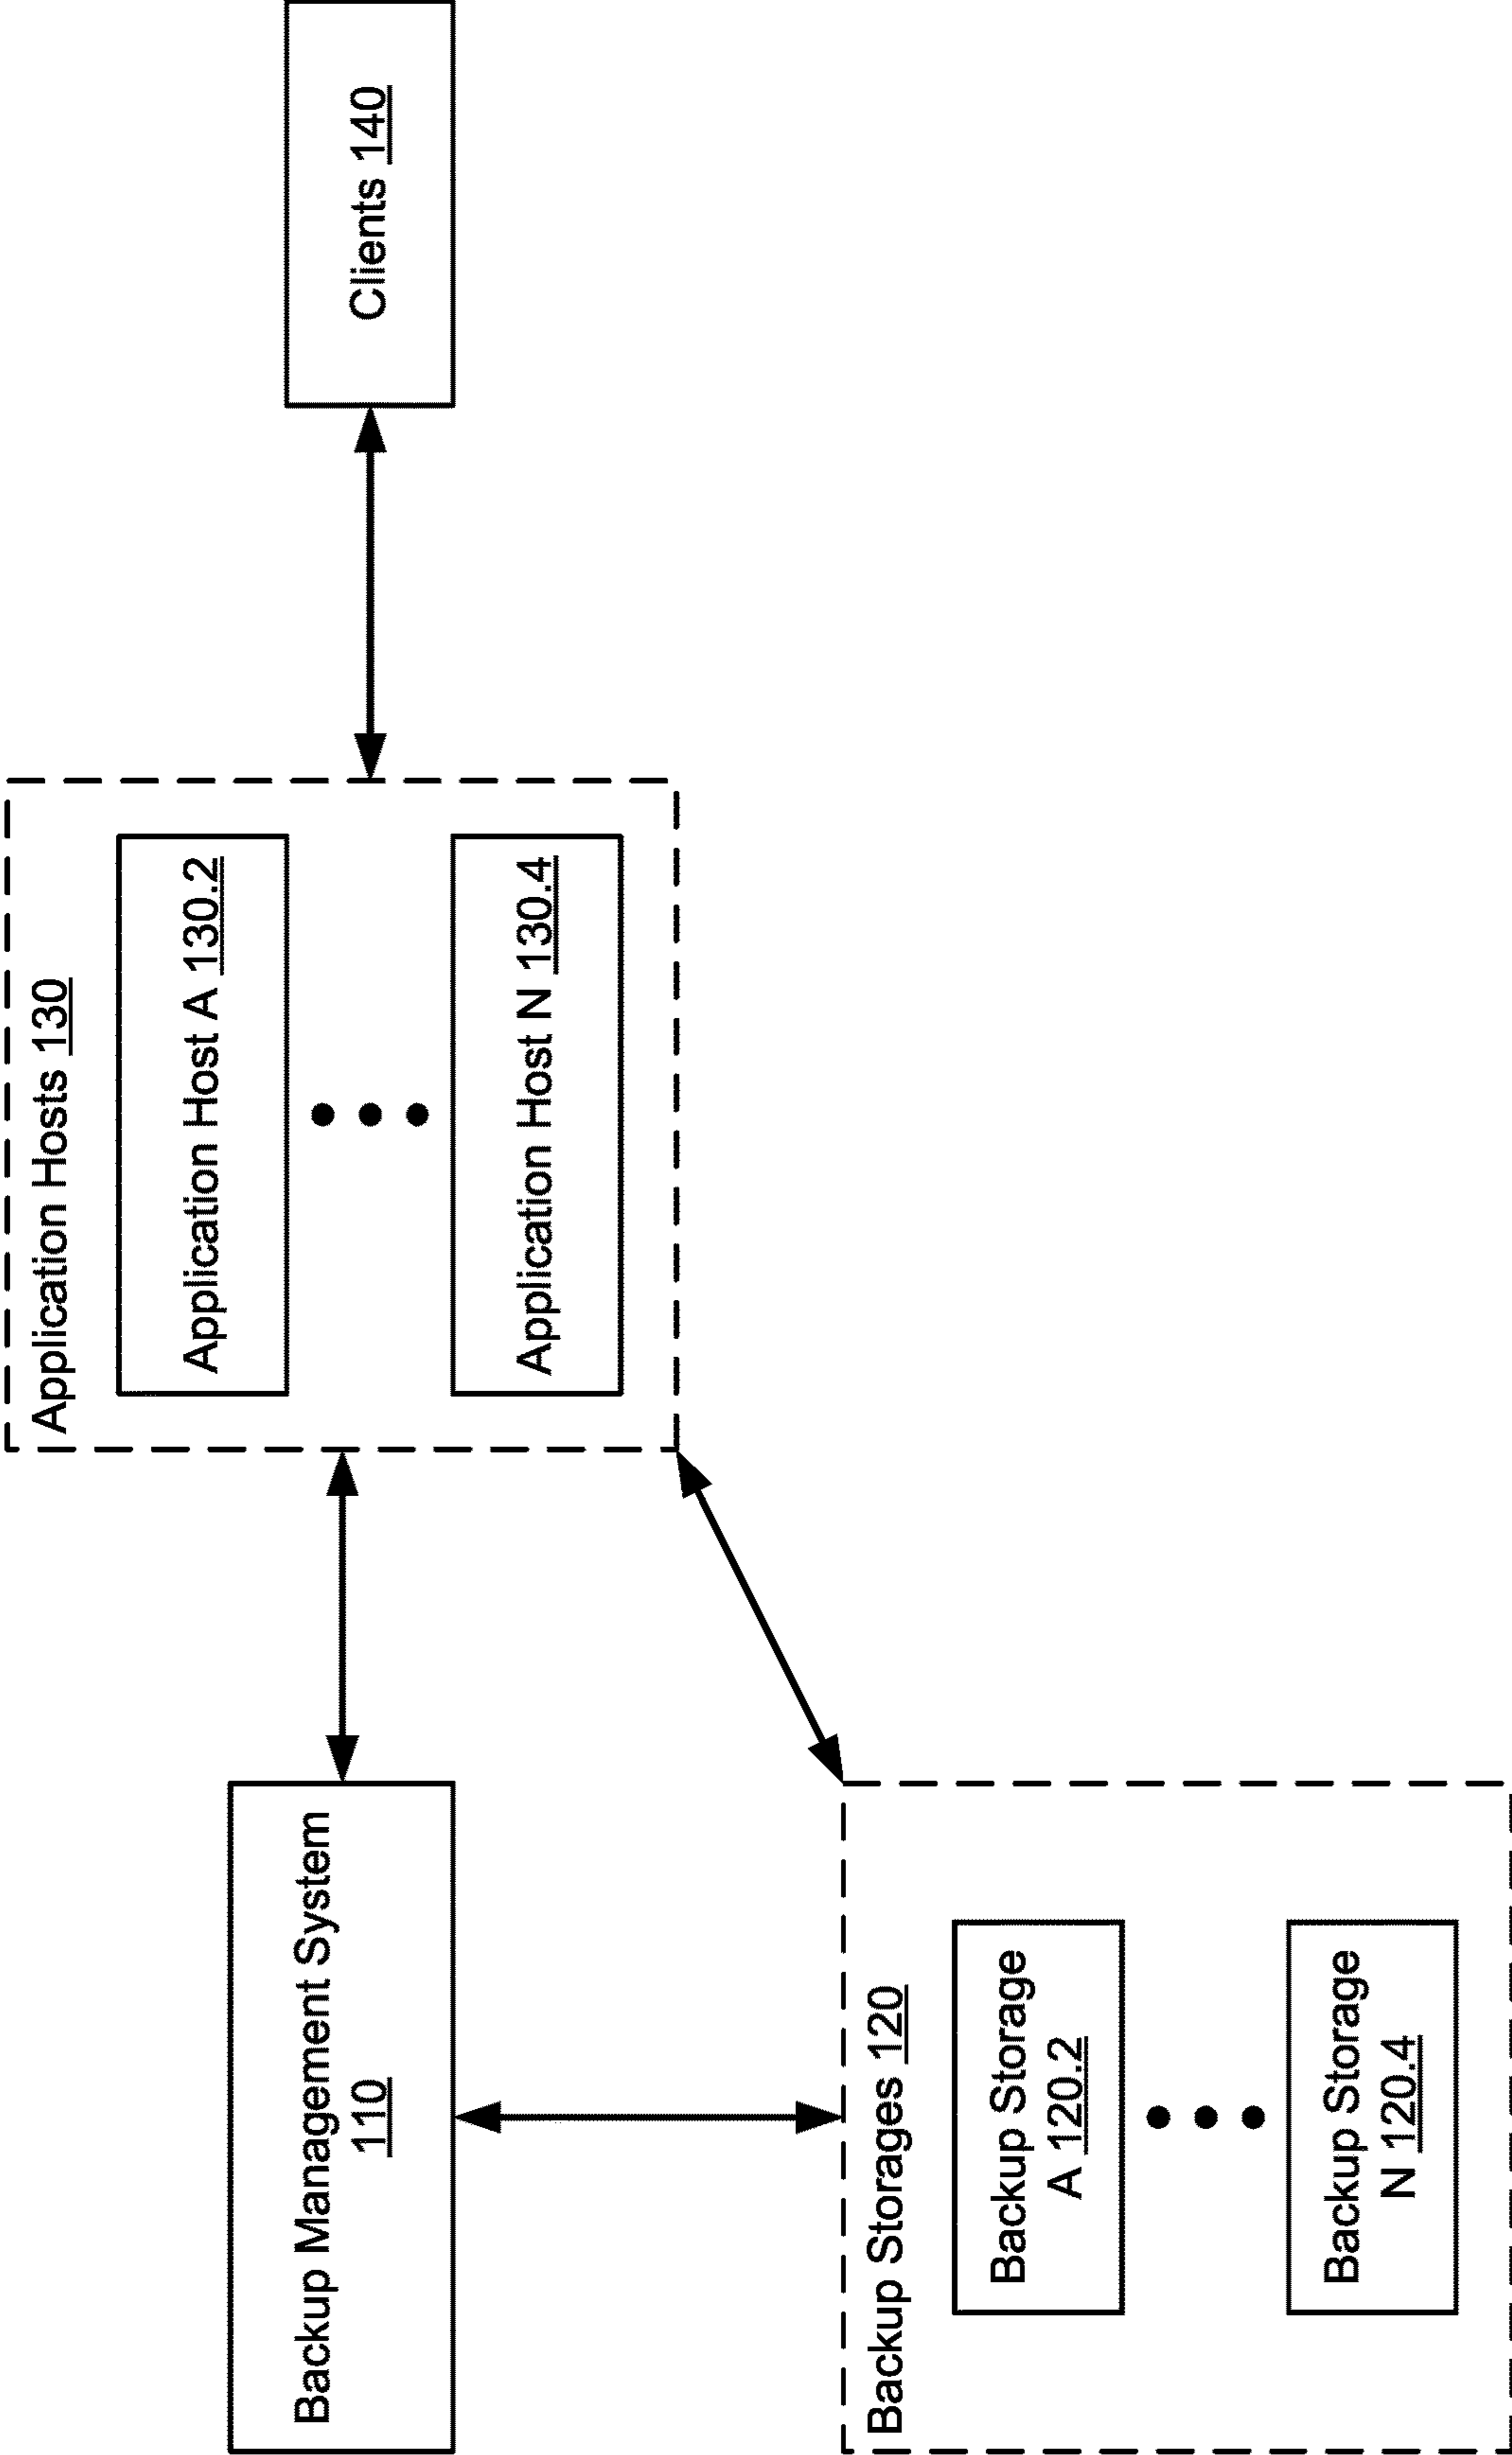 Backup Management System
110
Application Hosts 130
Application Host A 130.2
Application Host N 130.4
Clients 140
Backup Storages 120
Backup Storage
A 120.2
Backup Storage
N 120.4